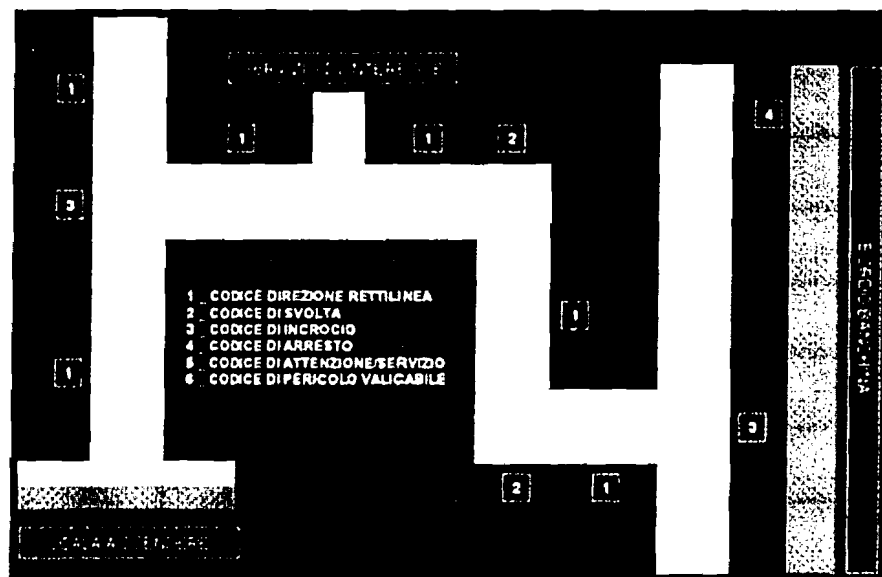 1
4
1
1
2
3
1 _ CODICE DIREZIONE RETTILINEA
2 _ CODICE DI SVOLTA
3 _ CODICE DI INCROCIO
4 _ CODICE DI ARRESTO
5 _ CODICE DI ATTENZIONE/SERVIZIO
6 _ CODICE DI PERICOLO VALICABILE
1
1
3
2
1